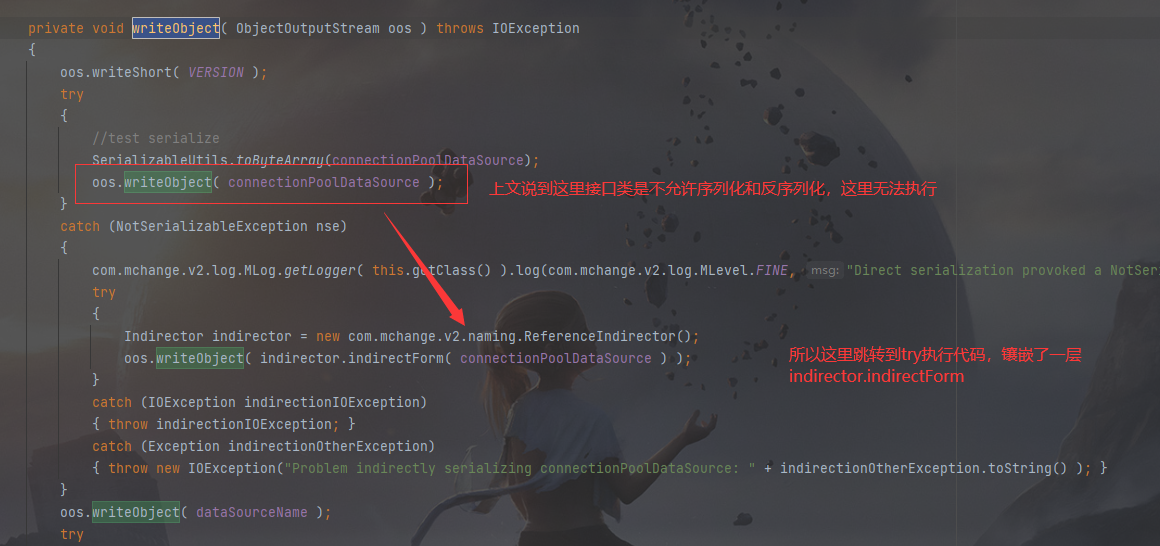 private void writeObject( ObjectOutputStream oos ) throws IOException
{
oos.writeShort( VERSION );
try
{
//test serialize
SerializableUtils.toByteArray(connectionPoolDataSource);
oos.writeObject( connectionPoolDataSource );
上文说到这里接口类是不允许序列化和反序列化，这里无法执行
}
catch (NotSerializableException nse)
{
com.mchange.v2.log.MLog.getLogger( this.getClass() ).log(com.mchange.v2.log.MLevel.FINE, msg: "Direct serialization provoked a NotSeri
try
{
Indirector indirector = new com.mchange.v2.naming.ReferenceIndirector();
oos.writeObject( indirector.indirectForm( connectionPoolDataSource ) );
所以这里跳转到try执行代码，镶嵌了一层
indirector.indirectForm
}
catch (IOException indirectionIOException)
{ throw indirectionIOException; }
catch (Exception indirectionOtherException)
{ throw new IOException("Problem indirectly serializing connectionPoolDataSource: " + indirectionOtherException.toString() ); }
}
oos.writeObject( dataSourceName );
try